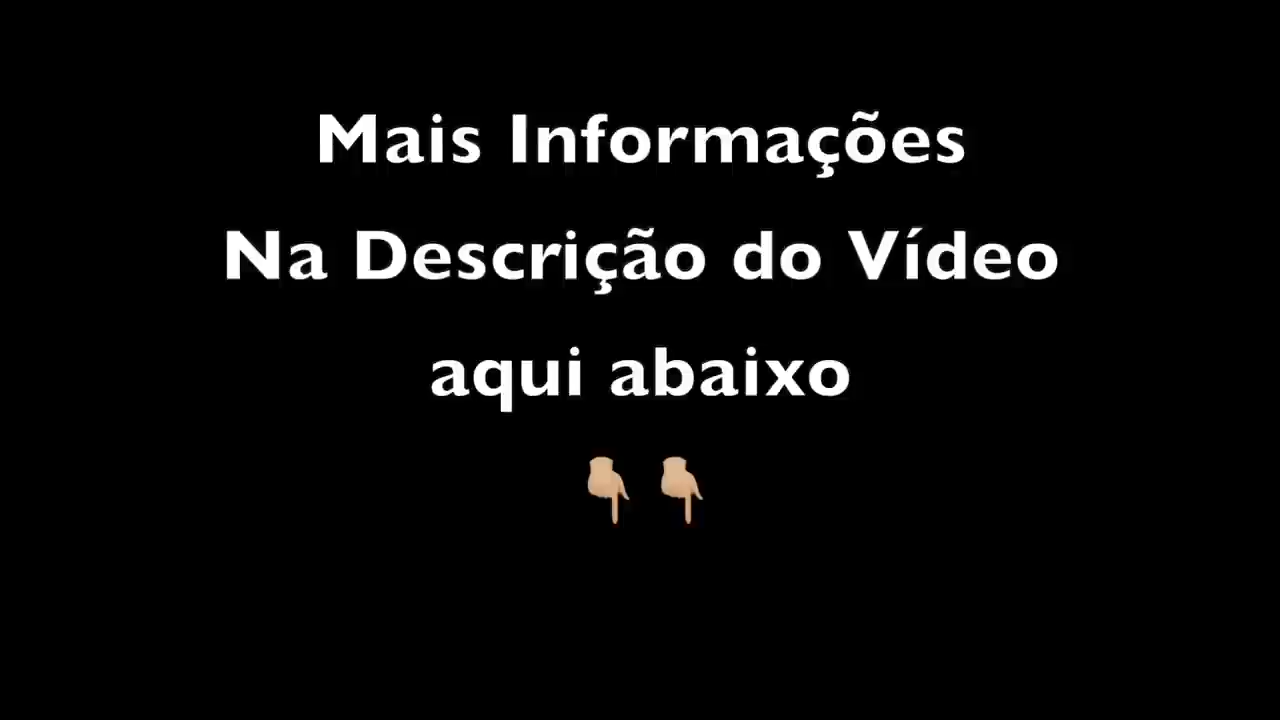 Mais Informações
Na Descrição do Vídeo
aqui abaixo
👇🏼 👇🏼